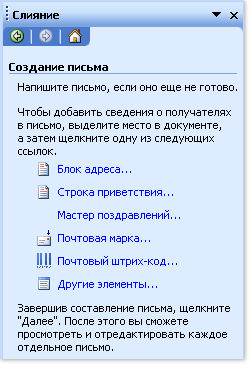 Слияние
Создание письма
Напишите письмо, если оно еще не готово.
Чтобы добавить сведения о получателях
в письмо, выделите место в документе,
а затем щелкните одну из следующих
ссылок.
Блок адреса...
Строка приветствия...
Мастер поздравлений...
Почтовая марка...
Почтовый штрих-код...
Другие элементы...
Завершив составление письма, щелкните
"Далее". После этого вы сможете
просмотреть и отредактировать каждое
отдельное письмо.